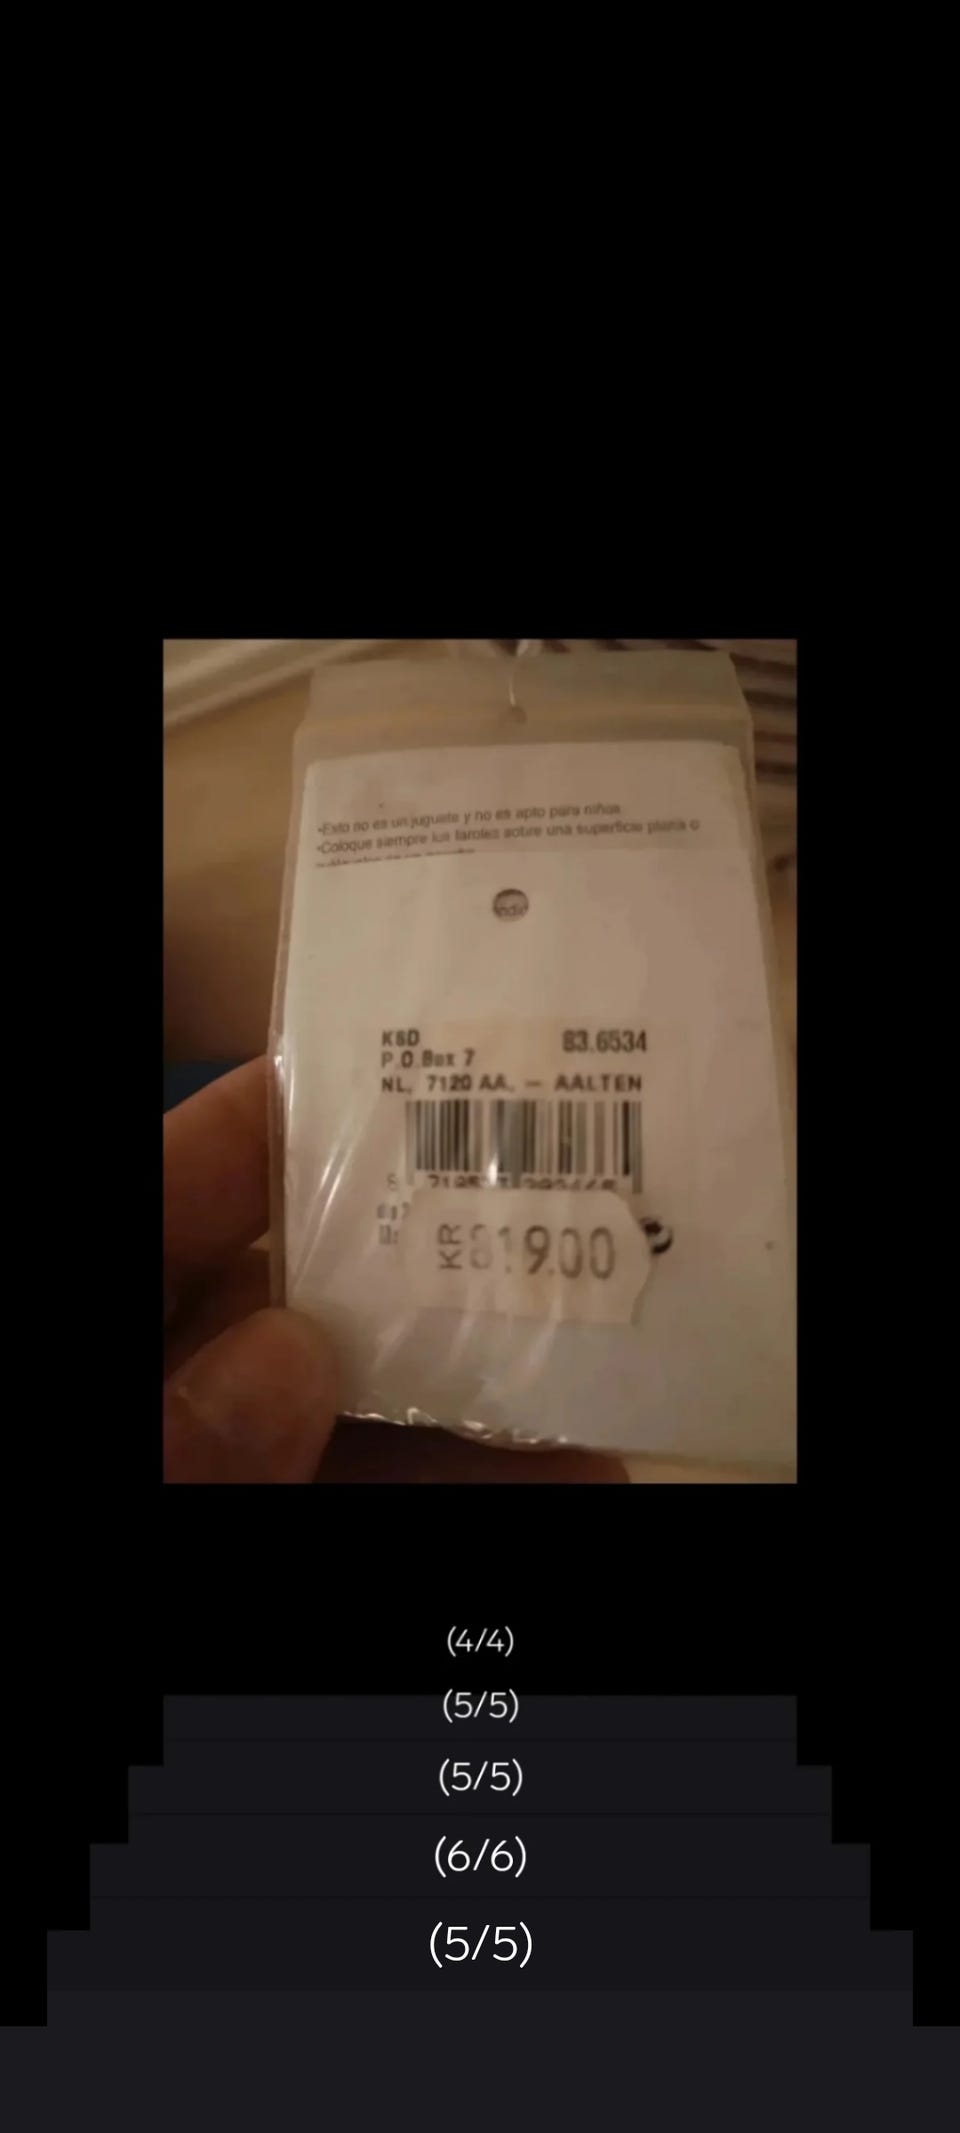 •Esto no es un juguete y no es apto para niños
•Coloque siempre los faroles sobre una superficie plana o
K&D
83.6534
P.O.Box 7
NL. 7120 AA. — AALTEN
KR 19.00
(4/4)
(5/5)
(5/5)
(6/6)
(5/5)